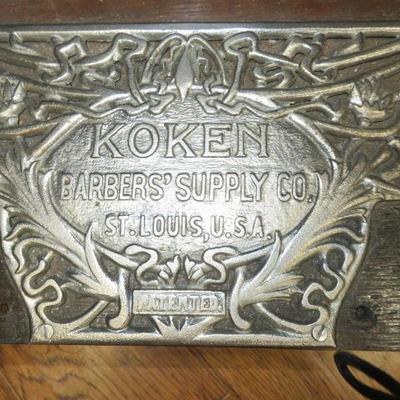 KOKEN
BARBERS' SUPPLY CO.
ST. LOUIS, U.S.A.
PATENTED